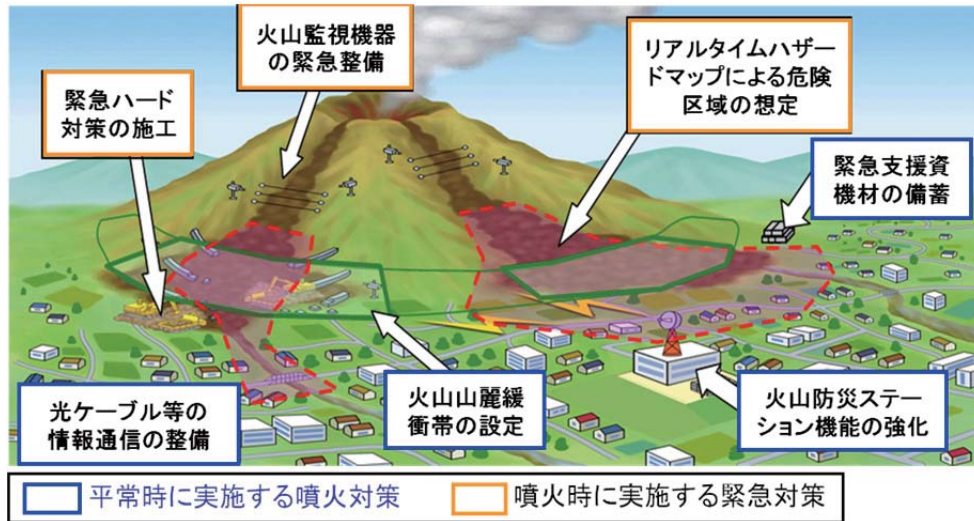 火山監視機器
の緊急整備
リアルタイムハザー
ドマップによる危険
区域の想定
緊急ハード
対策の施工
緊急支援資
機材の備蓄
光ケーブル等の
情報通信の整備
火山山麓緩
衝帯の設定
火山防災ステー
ション機能の強化
平常時に実施する噴火対策
噴火時に実施する緊急対策